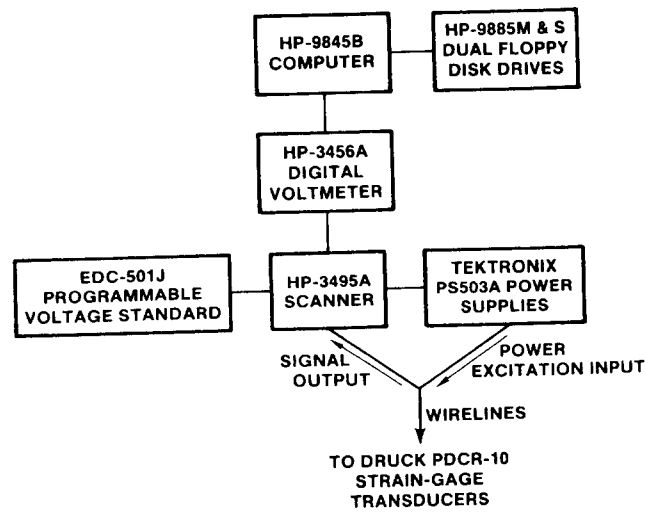 HP-9845B
COMPUTER
HP-9885M & S
DUAL FLOPPY
DISK DRIVES
HP-3456A
DIGITAL
VOLTMETER
EDC-501J
PROGRAMMABLE
VOLTAGE STANDARD
HP-3495A
SCANNER
TEKTRONIX
PS503A POWER
SUPPLIES
SIGNAL
OUTPUT
POWER
EXCITATION INPUT
WIRELINES
TO DRUCK PDCR-10
STRAIN-GAGE
TRANSDUCERS